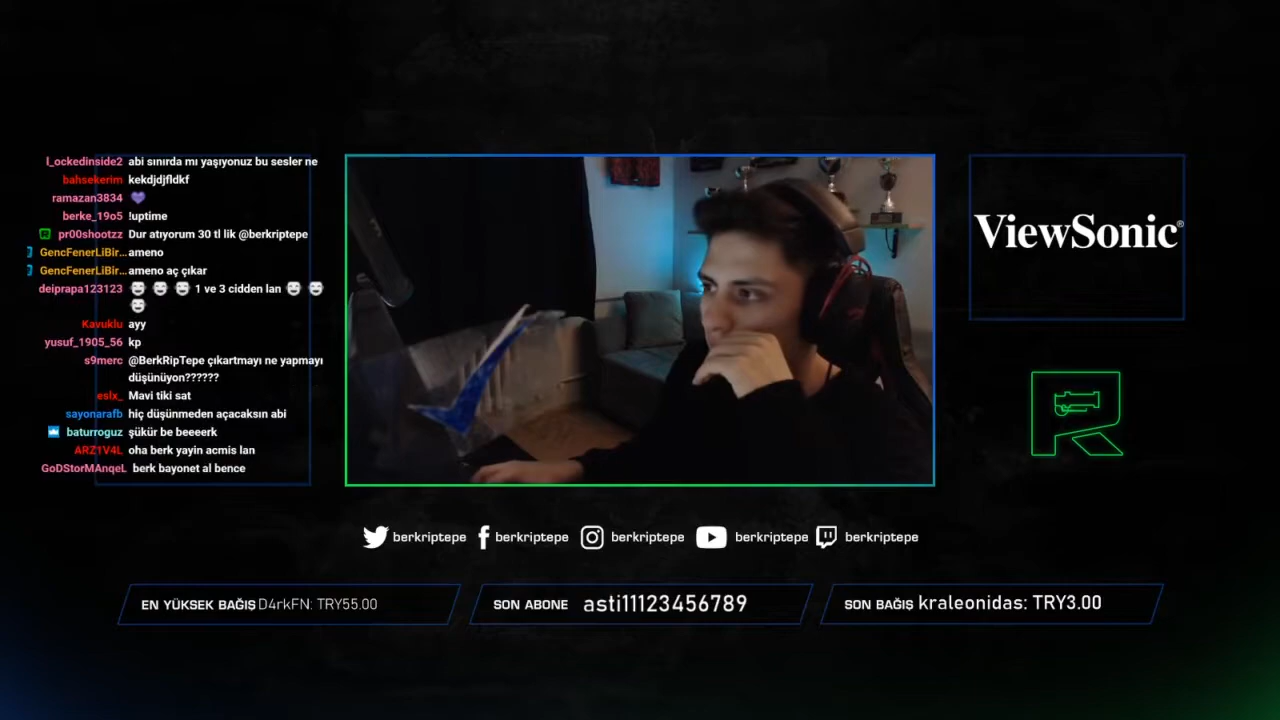 l_ockedinside2 abi sınırda mı yaşıyonuz bu sesler ne
bahsekerim kekdjdjfldkf
ramazan3834 💜
berke_19o5 !uptime
pr00shootzz Dur atıyorum 30 tl lik @berkriptepe
GencFenerLiBir... ameno
GencFenerLiBir... ameno aç çıkar
deiprapa123123 1 ve 3 cidden lan
Kavuklu ayy
yusuf_1905_56 kp
s9merc @BerkRipTepe çıkartmayı ne yapmayı
düşünüyon??????
eslx_ Mavi tiki sat
sayonarafb hiç düşünmeden açacaksın abi
baturroguz şükür be beeeerk
ARZ1V4L oha berk yayin acmis lan
GoDStorMAnqeL berk bayonet al bence
ViewSonic®
berkriptepe berkriptepe berkriptepe berkriptepe berkriptepe
EN YÜKSEK BAĞIŞ D4rkFN: TRY55.00
SON ABONE asti11123456789
SON BAĞIŞ kraleonidas: TRY3.00